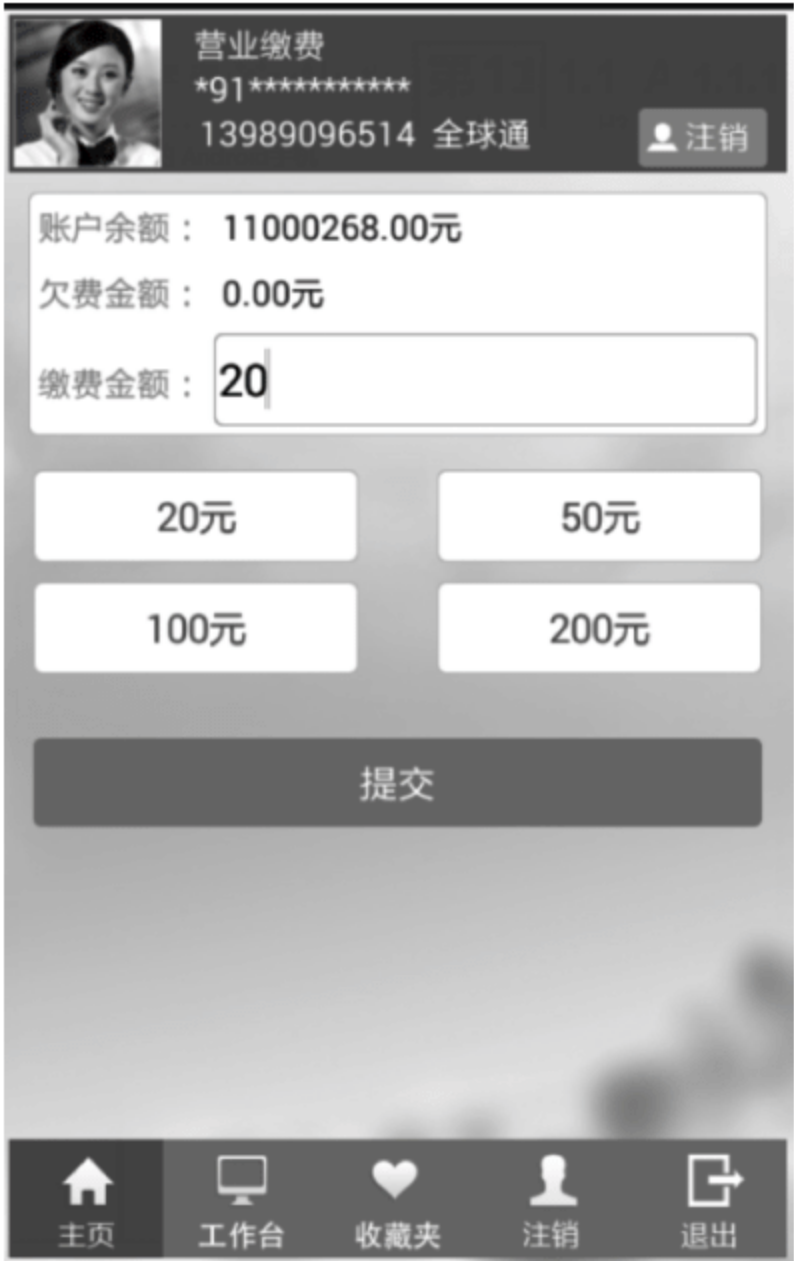 营业缴费
*91***********
13989096514 全球通
注销
账户余额： 11000268.00元
欠费金额： 0.00元
缴费金额： 20
20元 50元
100元 200元
提交
主页 工作台 收藏夹 注销 退出